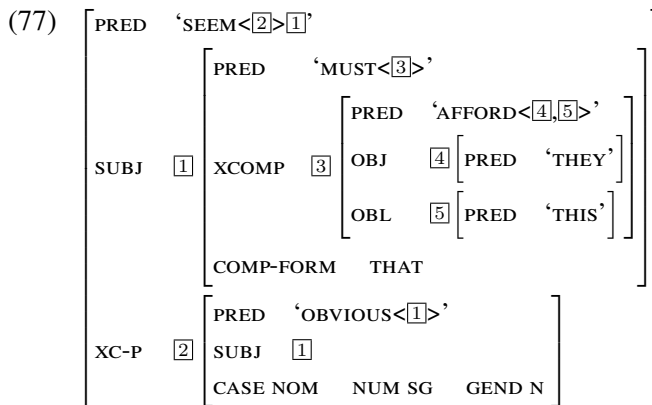 (77)
PRED ‘SEEM<2>1’
PRED ‘MUST<3>’
PRED ‘AFFORD<4,5>’
SUBJ 1 XCOMP 3 OBJ 4 PRED ‘THEY’
OBL 5 PRED ‘THIS’
COMP-FORM THAT
PRED ‘OBVIOUS<1>’
XC-P 2 SUBJ 1
CASE NOM NUM SG GEND N